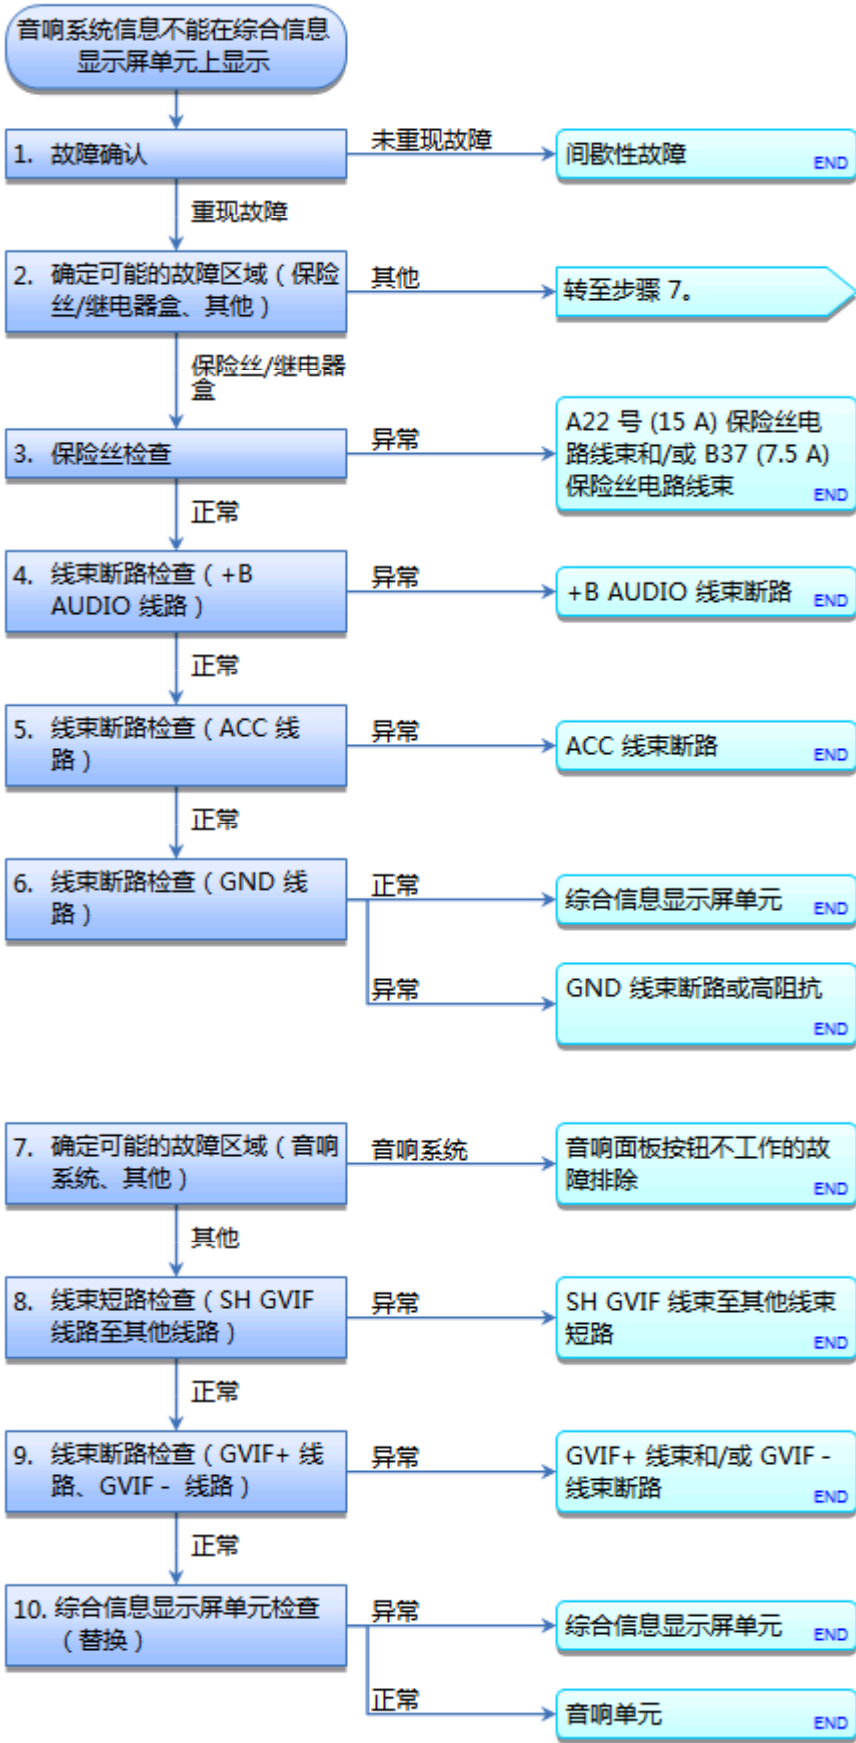 音响系统信息不能在综合信息
显示屏单元上显示
1. 故障确认
未重现故障
间歇性故障
END
重现故障
2. 确定可能的故障区域（保险
丝/继电器盒、其他）
其他
转至步骤 7。
保险丝/继电器
盒
3. 保险丝检查
异常
A22 号 (15 A) 保险丝电
路线束和/或 B37 (7.5 A)
保险丝电路线束
END
正常
4. 线束断路检查（+B
AUDIO 线路）
异常
+B AUDIO 线束断路
END
正常
5. 线束断路检查（ACC 线
路）
异常
ACC 线束断路
END
正常
6. 线束断路检查（GND 线
路）
正常
综合信息显示屏单元
END
异常
GND 线束断路或高阻抗
END
7. 确定可能的故障区域（音响
系统、其他）
音响系统
音响面板按钮不工作的故
障排除
END
其他
8. 线束短路检查（SH GVIF
线路至其他线路）
异常
SH GVIF 线束至其他线束
短路
END
正常
9. 线束断路检查（GVIF+ 线
路、GVIF - 线路）
异常
GVIF+ 线束和/或 GVIF -
线束断路
END
正常
10. 综合信息显示屏单元检查
（替换）
异常
综合信息显示屏单元
END
正常
音响单元
END